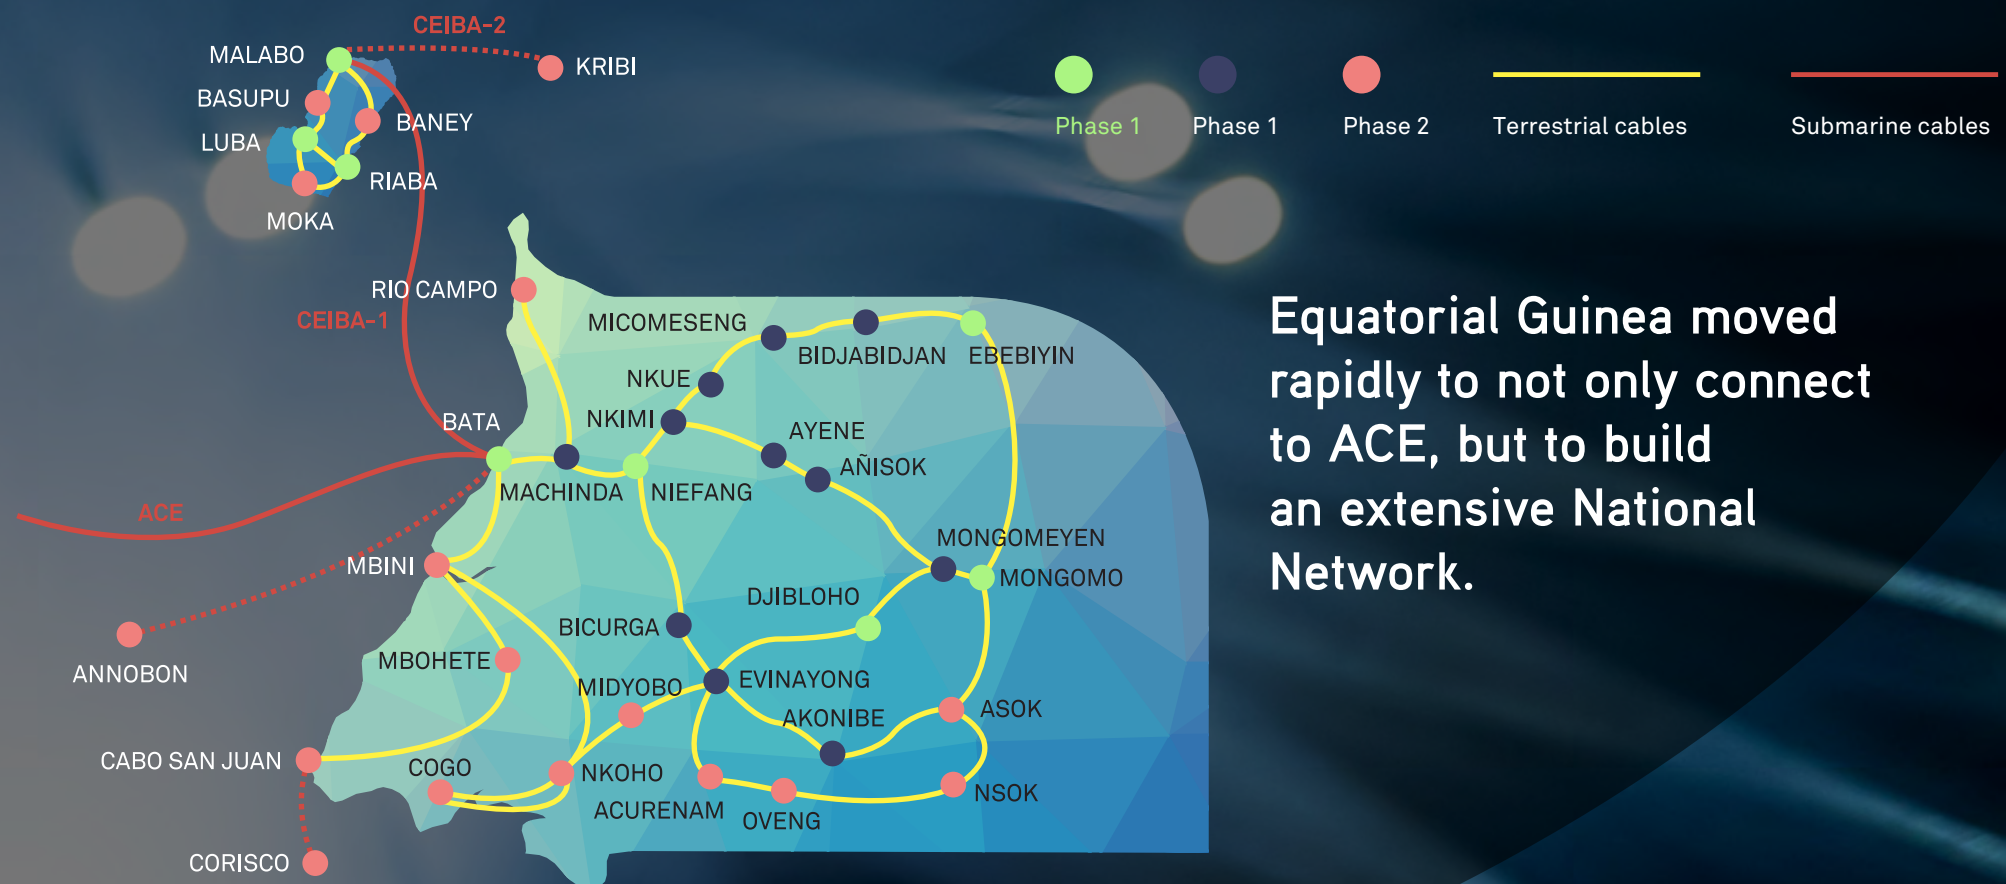 CEIBA-2
MALABO
KRIBI
BASUPU
BANEY
LUBA
RIABA
MOKA
Phase 1
Phase 1
Phase 2
Terrestrial cables
Submarine cables
RIO CAMPO
CEIBA-1
MICOMESENG
BIDJABIDJAN
EBEBIYIN
NKUE
NKIMI
BATA
AYENE
AÑISOK
MACHINDA
NIEFANG
ACE
MONGOMEYEN
MONGOMO
MBINI
DJIBLOHO
BICURGA
ANNOBON
MBOHETE
MIDYOBO
EVINAYONG
AKONIBE
ASOK
CABO SAN JUAN
COGO
NKOHO
ACURENAM
OVENG
NSOK
CORISCO
Equatorial Guinea moved
rapidly to not only connect
to ACE, but to build
an extensive National
Network.